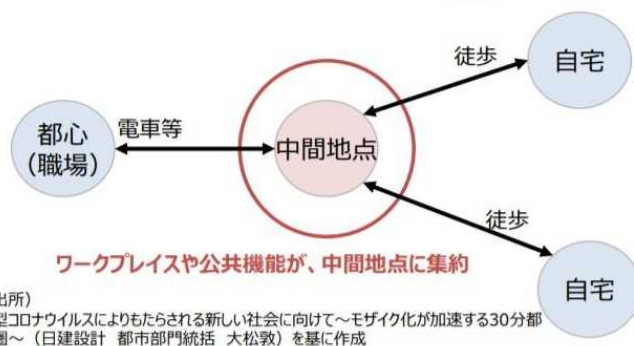 徒歩
自宅
都心
(職場)
電車等
中間地点
徒歩
ワークプレイスや公共機能が、中間地点に集約
自宅
出所)
型コロナウイルスによりもたらされる新しい社会に向けて~モザイク化が加速する30分都
圏~(日建設計 都市部門統括 大松敦)を基に作成